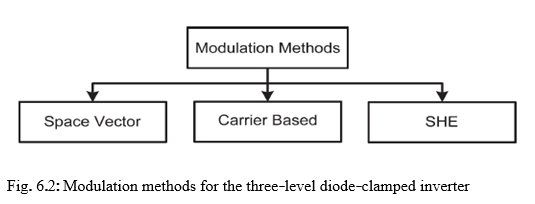 Modulation Methods
Space Vector
Carrier Based
SHE
Fig. 6.2: Modulation methods for the three-level diode-clamped inverter